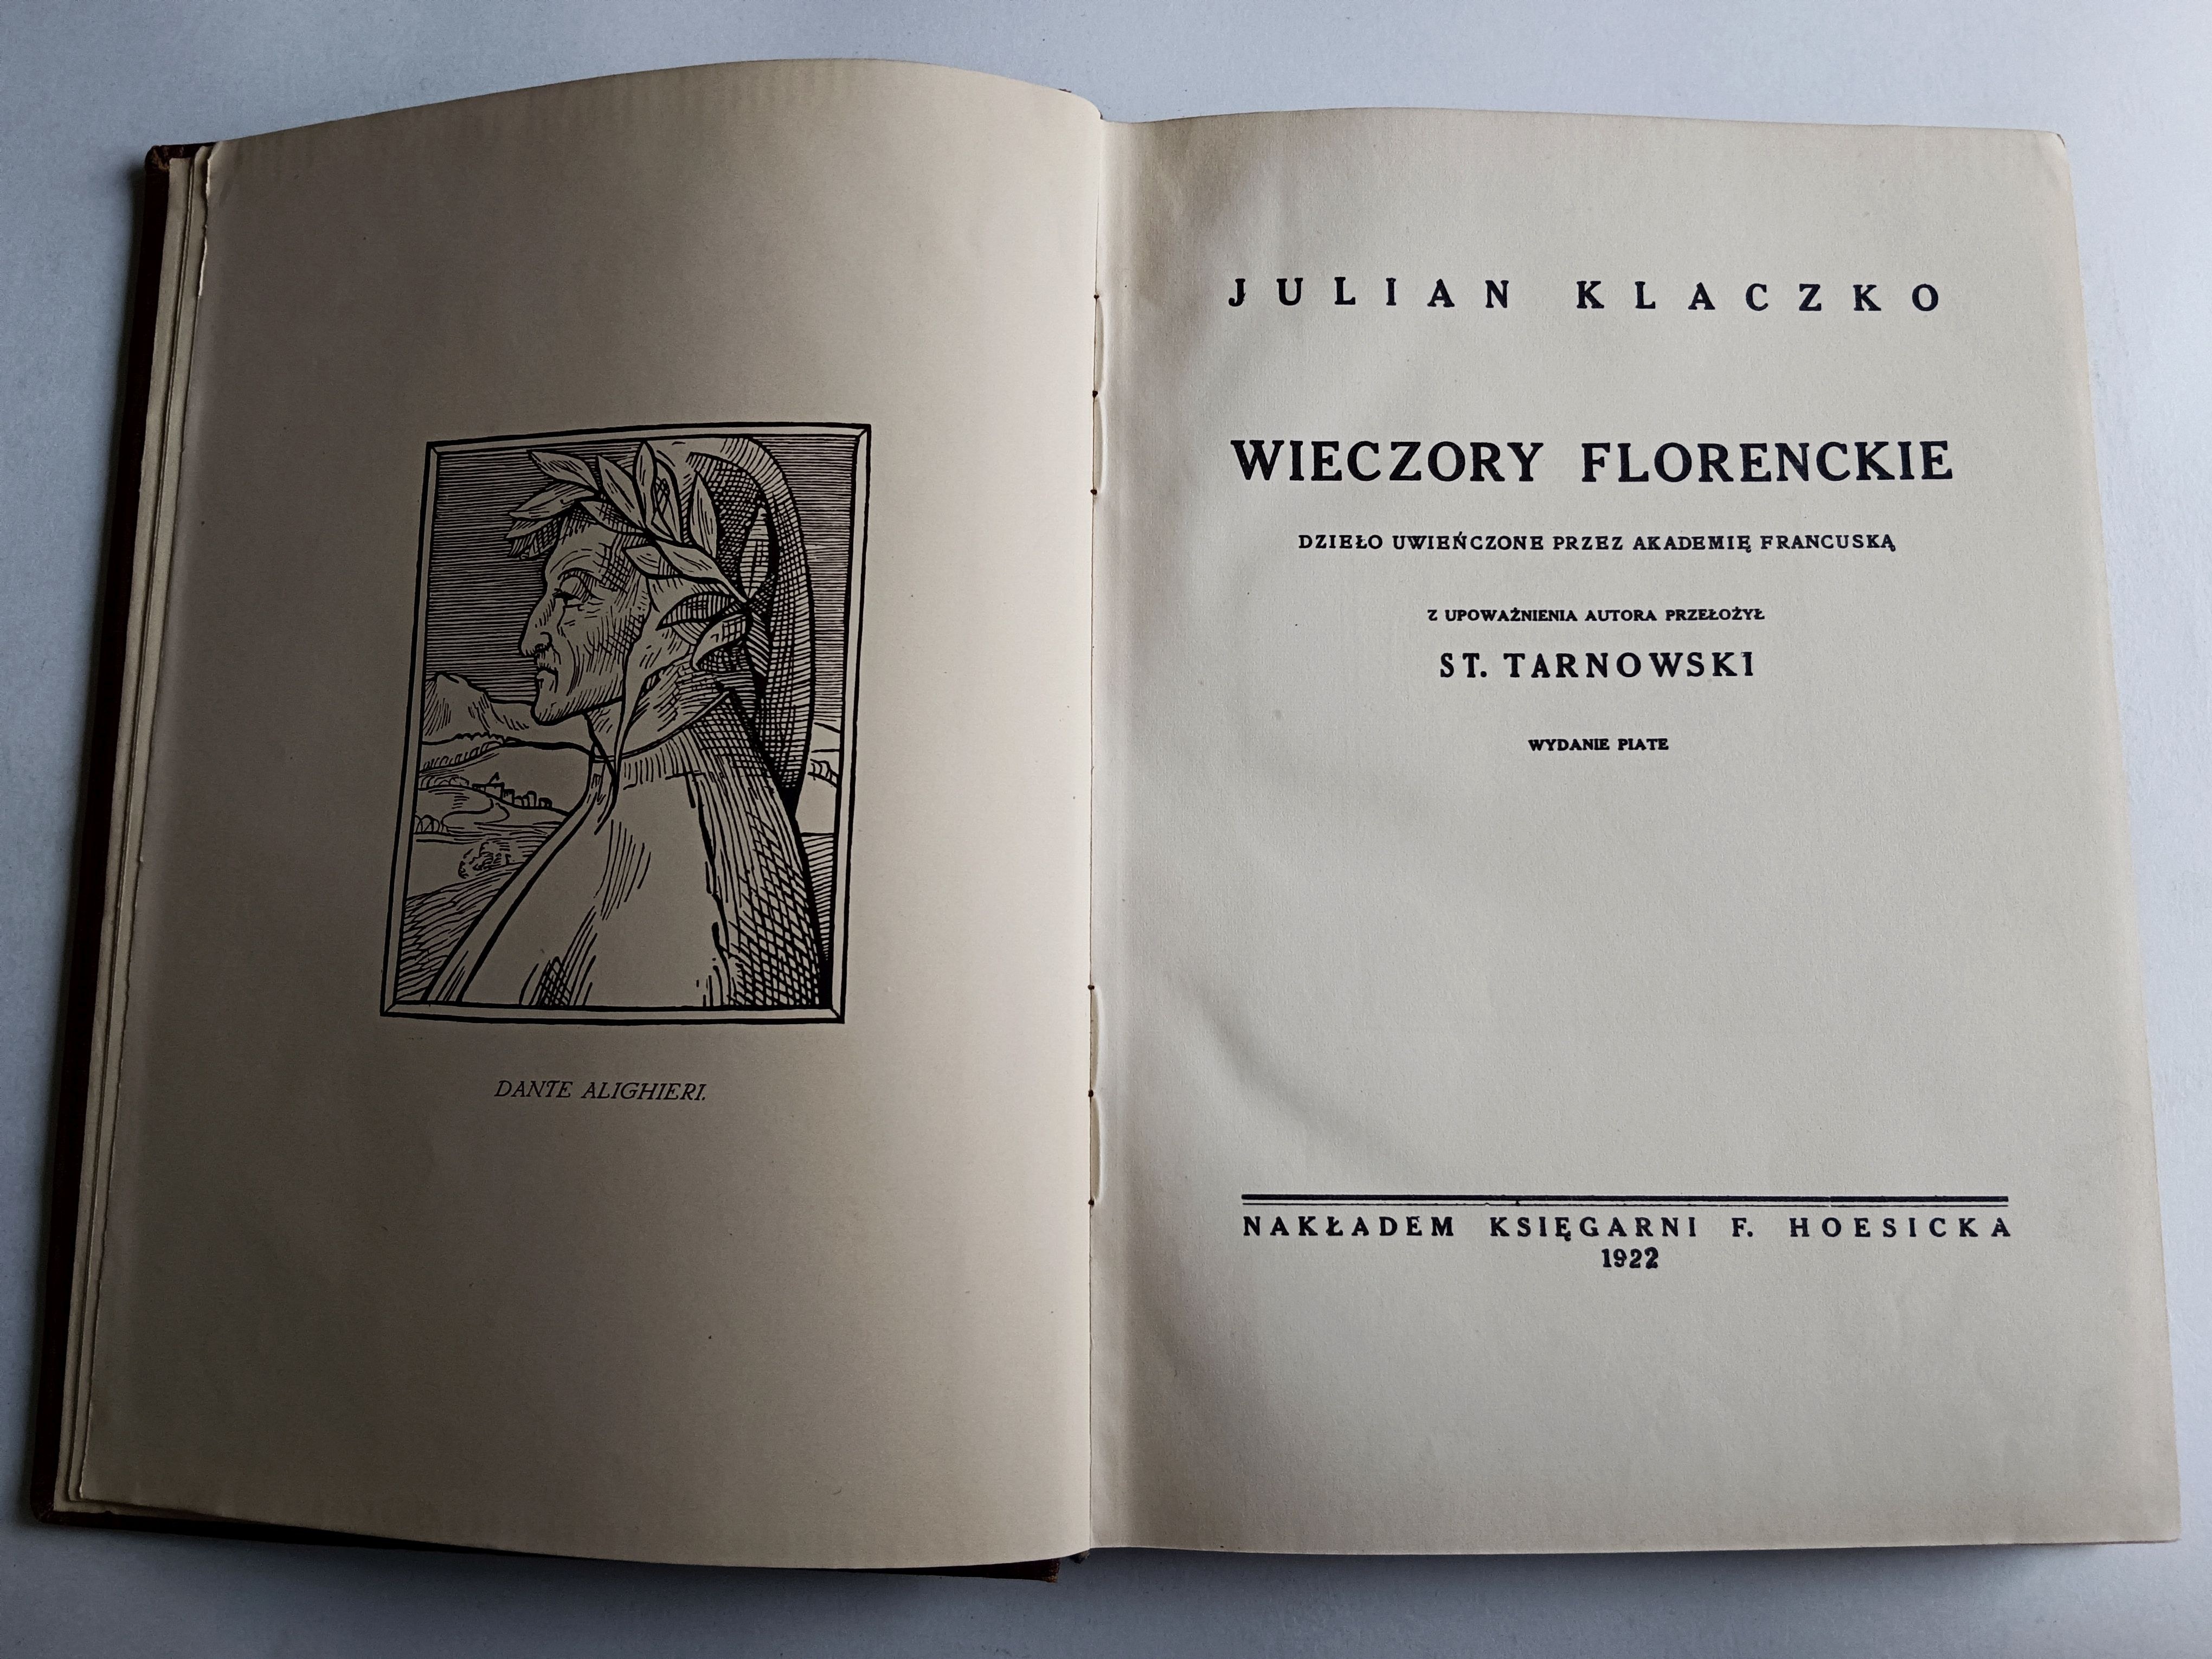 DANTE ALIGHIERI.
JULIAN KLACZKO
WIECZORY FLORENCKIE
DZIEŁO UWIEŃCZONE PRZEZ AKADEMIĘ FRANCUSKĄ
Z UPOWAŻNIENIA AUTORA PRZEŁOŻYŁ
ST. TARNOWSKI
WYDANIE PIATE
NAKŁADEM KSIĘGARNI F. HOESICKA
1922